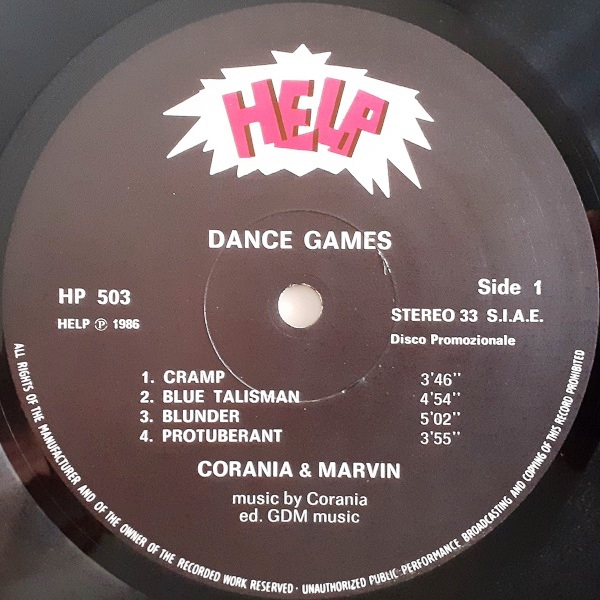 HELP
DANCE GAMES
HP 503
Side 1
HELP Ⓟ 1986
STEREO 33 S.I.A.E.
Disco Promozionale
1. CRAMP 3'46"
2. BLUE TALISMAN 4'54"
3. BLUNDER 5'02"
4. PROTUBERANT 3'55"
CORANIA & MARVIN
music by Corania
ed. GDM music
ALL RIGHTS OF THE MANUFACTURER AND OF THE OWNER OF THE RECORDED WORK RESERVED · UNAUTHORIZED PUBLIC PERFORMANCE BROADCASTING AND COPYING OF THIS RECORD PROHIBITED